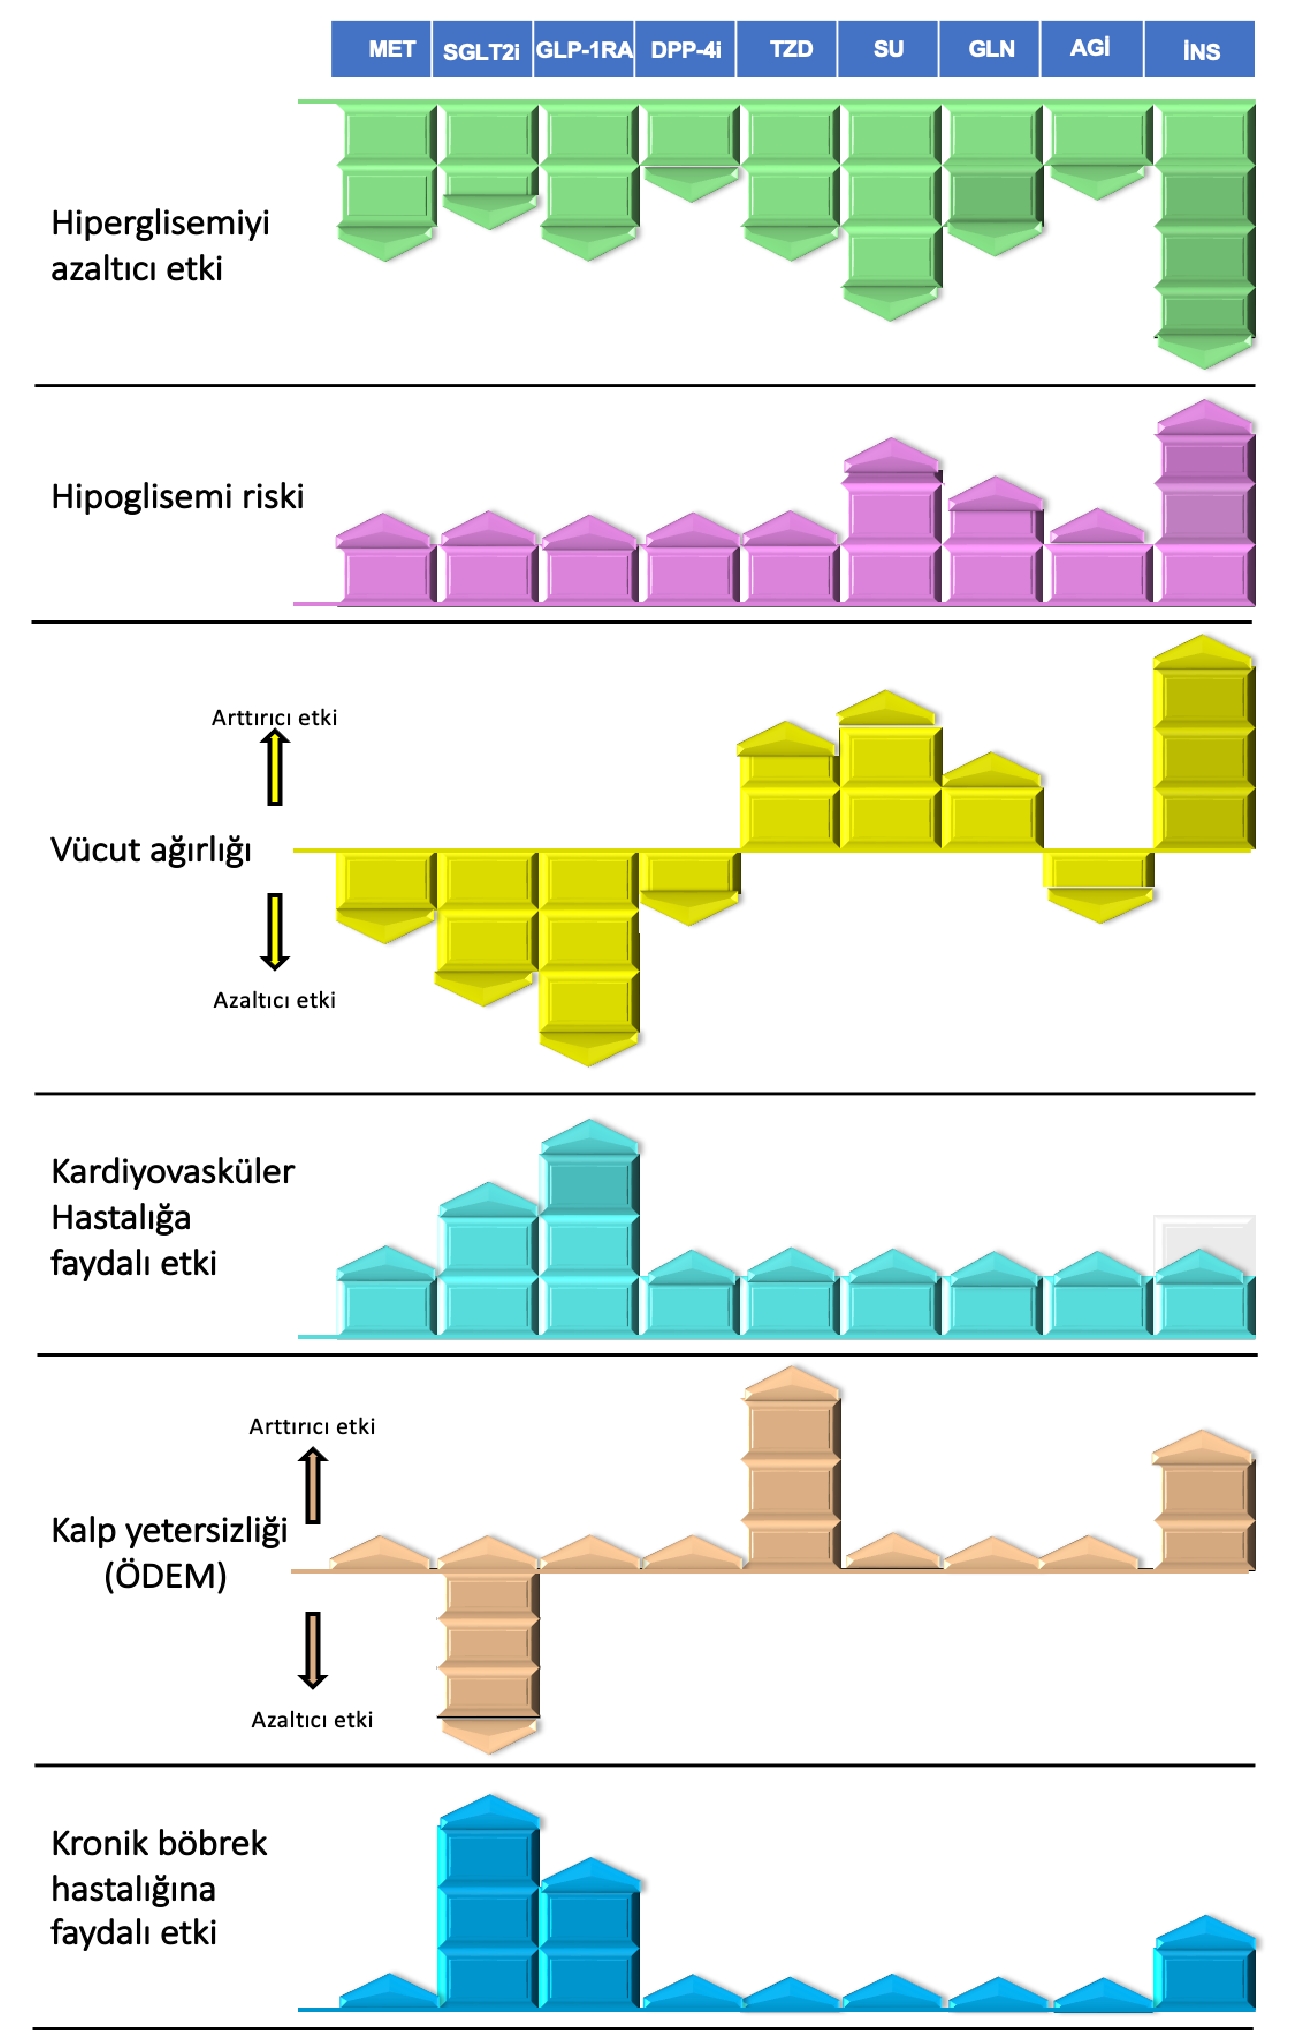 MET SGLT2i GLP-1RA DPP-4i TZD SU GLN AGİ İNS
Hiperglisemiyi
azaltıcı etki
Hipoglisemi riski
Arttırıcı etki
Vücut ağırlığı
Azaltıcı etki
Kardiyovasküler
Hastalığa
faydalı etki
Arttırıcı etki
Kalp yetersizliği
(ÖDEM)
Azaltıcı etki
Kronik böbrek
hastalığına
faydalı etki